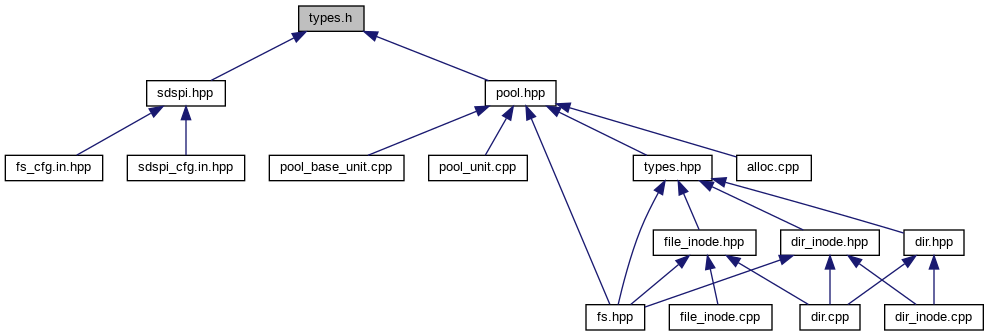 types.h
sdspi.hpp
pool.hpp
fs_cfg.in.hpp
sdspi_cfg.in.hpp
pool_base_unit.cpp
pool_unit.cpp
types.hpp
alloc.cpp
file_inode.hpp
dir_inode.hpp
dir.hpp
fs.hpp
file_inode.cpp
dir.cpp
dir_inode.cpp